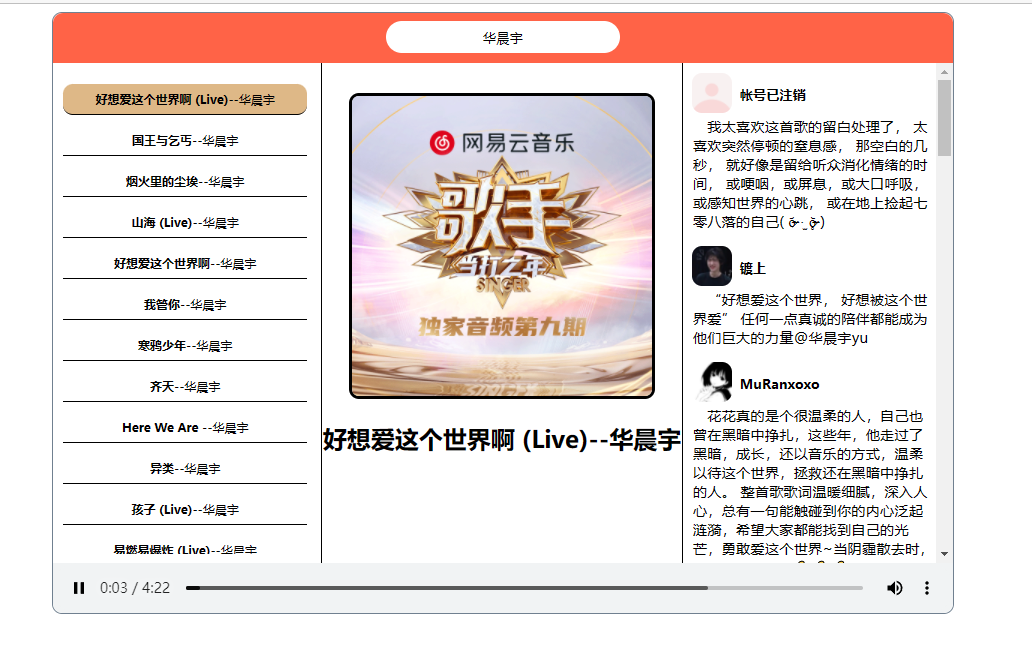 华晨宇
好想爱这个世界啊 (Live)--华晨宇
国王与乞丐--华晨宇
烟火里的尘埃--华晨宇
山海 (Live)--华晨宇
好想爱这个世界啊--华晨宇
我管你--华晨宇
寒鸦少年--华晨宇
齐天--华晨宇
Here We Are --华晨宇
异类--华晨宇
孩子 (Live)--华晨宇
易燃易爆炸 (Live)--华晨宇
网易云音乐
歌手
当打之年
SINGER
独家音频第九期
好想爱这个世界啊 (Live)--华晨宇
帐号已注销
我太喜欢这首歌的留白处理了， 太
喜欢突然停顿的窒息感， 那空白的几
秒， 就好像是留给听众消化情绪的时
间， 或哽咽，或屏息，或大口呼吸，
或感知世界的心跳， 或在地上捡起七
零八落的自己(
镀上
“好想爱这个世界， 好想被这个世
界爱” 任何一点真诚的陪伴都能成为
他们巨大的力量@华晨宇yu
MuRanxoxo
花花真的是个很温柔的人，自己也
曾在黑暗中挣扎，这些年，他走过了
黑暗，成长，还以音乐的方式，温柔
以待这个世界，拯救还在黑暗中挣扎
的人。 整首歌歌词温暖细腻，深入人
心，总有一句能触碰到你的内心泛起
涟漪，希望大家都能找到自己的光
芒，勇敢爱这个世界~当阴霾散去时，
0:03 / 4:22